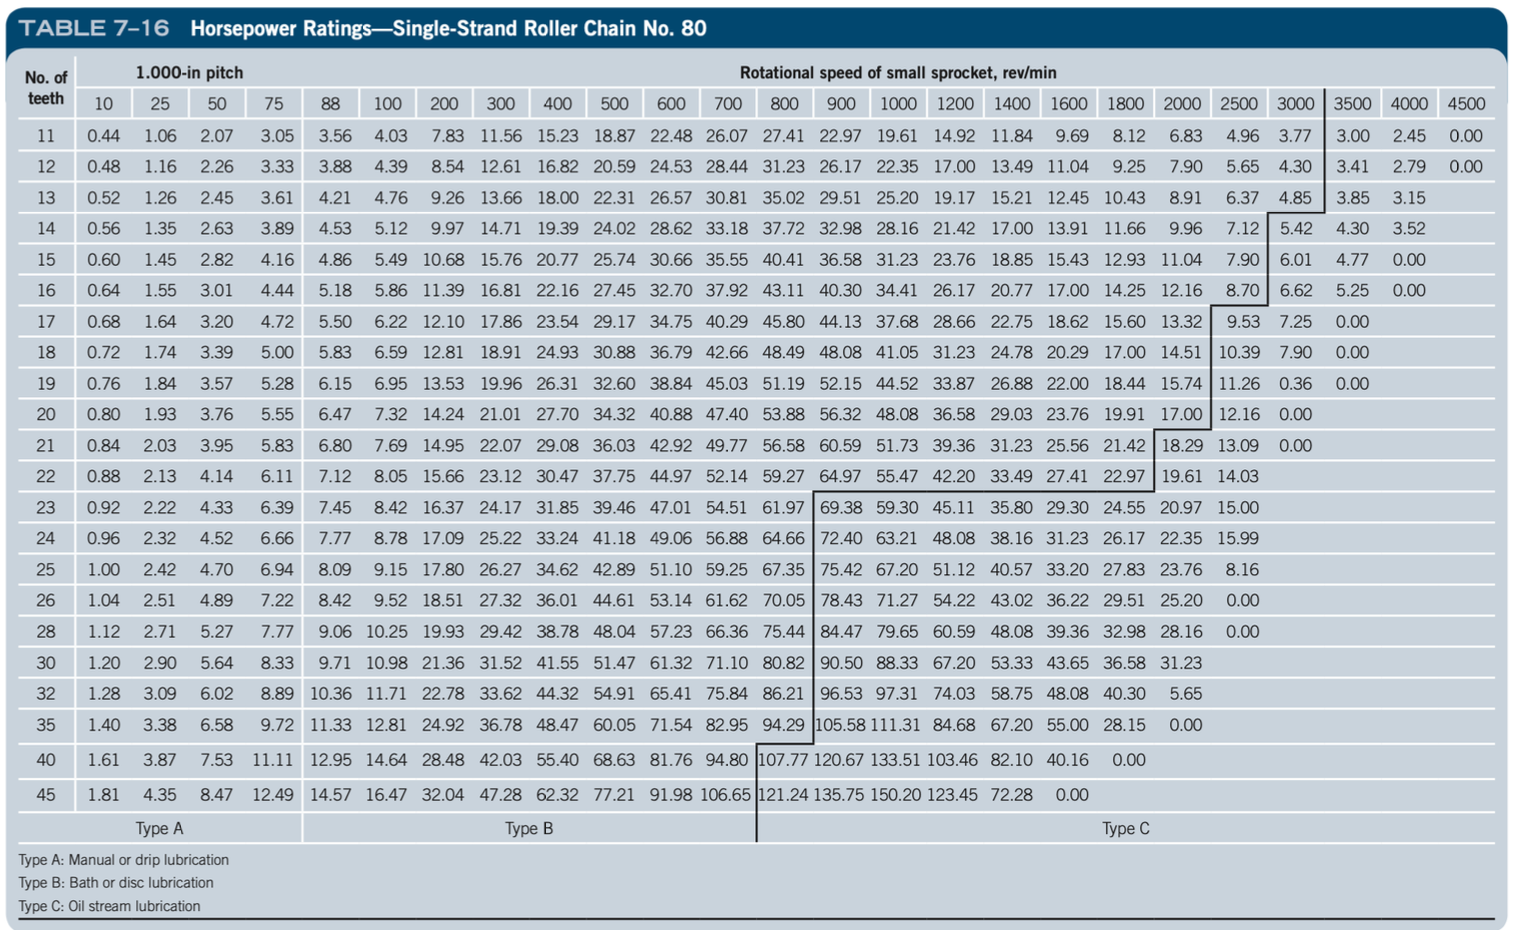 TABLE 7–16 Horsepower Ratings—Single-Strand Roller Chain No. 80
No. of teeth 1.000-in pitch Rotational speed of small sprocket, rev/min
10 25 50 75 88 100 200 300 400 500 600 700 800 900 1000 1200 1400 1600 1800 2000 2500 3000 3500 4000 4500
11 0.44 1.06 2.07 3.05 3.56 4.03 7.83 11.56 15.23 18.87 22.48 26.07 27.41 22.97 19.61 14.92 11.84 9.69 8.12 6.83 4.96 3.77 3.00 2.45 0.00
12 0.48 1.16 2.26 3.33 3.88 4.39 8.54 12.61 16.82 20.59 24.53 28.44 31.23 26.17 22.35 17.00 13.49 11.04 9.25 7.90 5.65 4.30 3.41 2.79 0.00
13 0.52 1.26 2.45 3.61 4.21 4.76 9.26 13.66 18.00 22.31 26.57 30.81 35.02 29.51 25.20 19.17 15.21 12.45 10.43 8.91 6.37 4.85 3.85 3.15
14 0.56 1.35 2.63 3.89 4.53 5.12 9.97 14.71 19.39 24.02 28.62 33.18 37.72 32.98 28.16 21.42 17.00 13.91 11.66 9.96 7.12 5.42 4.30 3.52
15 0.60 1.45 2.82 4.16 4.86 5.49 10.68 15.76 20.77 25.74 30.66 35.55 40.41 36.58 31.23 23.76 18.85 15.43 12.93 11.04 7.90 6.01 4.77 0.00
16 0.64 1.55 3.01 4.44 5.18 5.86 11.39 16.81 22.16 27.45 32.70 37.92 43.11 40.30 34.41 26.17 20.77 17.00 14.25 12.16 8.70 6.62 5.25 0.00
17 0.68 1.64 3.20 4.72 5.50 6.22 12.10 17.86 23.54 29.17 34.75 40.29 45.80 44.13 37.68 28.66 22.75 18.62 15.60 13.32 9.53 7.25 0.00
18 0.72 1.74 3.39 5.00 5.83 6.59 12.81 18.91 24.93 30.88 36.79 42.66 48.49 48.08 41.05 31.23 24.78 20.29 17.00 14.51 10.39 7.90 0.00
19 0.76 1.84 3.57 5.28 6.15 6.95 13.53 19.96 26.31 32.60 38.84 45.03 51.19 52.15 44.52 33.87 26.88 22.00 18.44 15.74 11.26 0.36 0.00
20 0.80 1.93 3.76 5.55 6.47 7.32 14.24 21.01 27.70 34.32 40.88 47.40 53.88 56.32 48.08 36.58 29.03 23.76 19.91 17.00 12.16 0.00
21 0.84 2.03 3.95 5.83 6.80 7.69 14.95 22.07 29.08 36.03 42.92 49.77 56.58 60.59 51.73 39.36 31.23 25.56 21.42 18.29 13.09 0.00
22 0.88 2.13 4.14 6.11 7.12 8.05 15.66 23.12 30.47 37.75 44.97 52.14 59.27 64.97 55.47 42.20 33.49 27.41 22.97 19.61 14.03
23 0.92 2.22 4.33 6.39 7.45 8.42 16.37 24.17 31.85 39.46 47.01 54.51 61.97 69.38 59.30 45.11 35.80 29.30 24.55 20.97 15.00
24 0.96 2.32 4.52 6.66 7.77 8.78 17.09 25.22 33.24 41.18 49.06 56.88 64.66 72.40 63.21 48.08 38.16 31.23 26.17 22.35 15.99
25 1.00 2.42 4.70 6.94 8.09 9.15 17.80 26.27 34.62 42.89 51.10 59.25 67.35 75.42 67.20 51.12 40.57 33.20 27.83 23.76 8.16
26 1.04 2.51 4.89 7.22 8.42 9.52 18.51 27.32 36.01 44.61 53.14 61.62 70.05 78.43 71.27 54.22 43.02 36.22 29.51 25.20 0.00
28 1.12 2.71 5.27 7.77 9.06 10.25 19.93 29.42 38.78 48.04 57.23 66.36 75.44 84.47 79.65 60.59 48.08 39.36 32.98 28.16 0.00
30 1.20 2.90 5.64 8.33 9.71 10.98 21.36 31.52 41.55 51.47 61.32 71.10 80.82 90.50 88.33 67.20 53.33 43.65 36.58 31.23
32 1.28 3.09 6.02 8.89 10.36 11.71 22.78 33.62 44.32 54.91 65.41 75.84 86.21 96.53 97.31 74.03 58.75 48.08 40.30 5.65
35 1.40 3.38 6.58 9.72 11.33 12.81 24.92 36.78 48.47 60.05 71.54 82.95 94.29 105.58 111.31 84.68 67.20 55.00 28.15 0.00
40 1.61 3.87 7.53 11.11 12.95 14.64 28.48 42.03 55.40 68.63 81.76 94.80 107.77 120.67 133.51 103.46 82.10 40.16 0.00
45 1.81 4.35 8.47 12.49 14.57 16.47 32.04 47.28 62.32 77.21 91.98 106.65 121.24 135.75 150.20 123.45 72.28 0.00
Type A Type B Type C
Type A: Manual or drip lubrication
Type B: Bath or disc lubrication
Type C: Oil stream lubrication